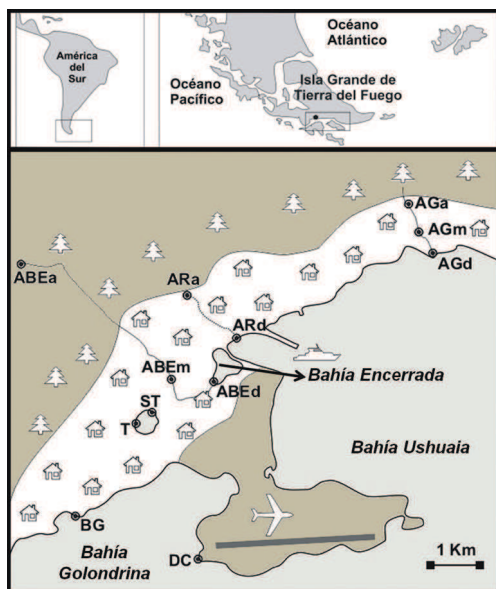 América
del
Sur
Océano
Atlántico
Océano
Pacífico
Isla Grande de
Tierra del Fuego
AGa
AGm
AGd
ABEa
ARa
ARd
ABEm
ABEd
Bahía Encerrada
ST
T
Bahía Ushuaia
BG
Bahía
Golondrina
DC
1 Km